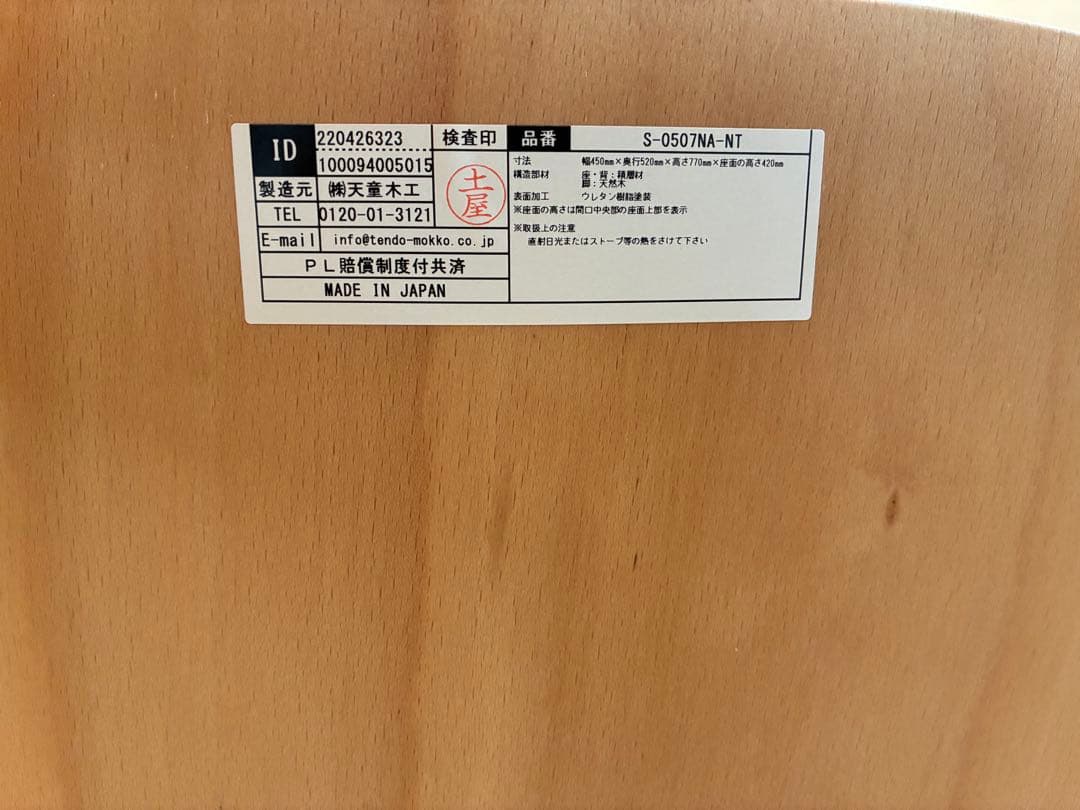 ID
220426323
100094005015
検査印
土屋
製造元
㈱天童木工
TEL
0120-01-3121
E-mail
info@tendo-mokko.co.jp
PL賠償制度付共済
MADE IN JAPAN
品番
S-0507NA-NT
寸法 幅450mm×奥行520mm×高さ770mm×座面の高さ420mm
構造部材 座・背:積層材
脚:天然木
表面加工 ウレタン樹脂塗装
※座面の高さは間口中央部の座面上部を表示
※取扱上の注意
直射日光またはストーブ等の熱をさけて下さい